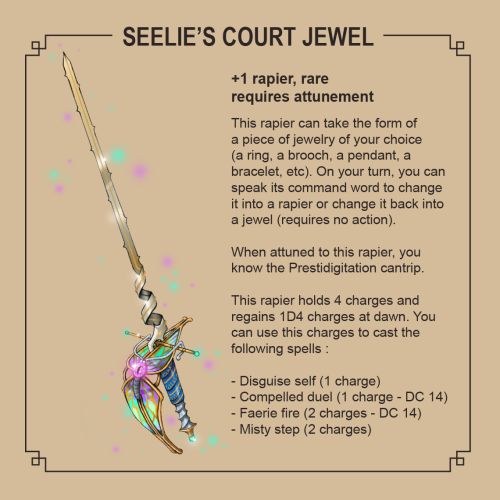 SEELIE'S COURT JEWEL
+1 rapier, rare
requires attunement
This rapier can take the form of
a piece of jewelry of your choice
(a ring, a brooch, a pendant, a
bracelet, etc). On your turn, you can
speak its command word to change
it into a rapier or change it back into
a jewel (requires no action).
When attuned to this rapier, you
know the Prestidigitation cantrip.
This rapier holds 4 charges and
regains 1D4 charges at dawn. You
can use this charges to cast the
following spells :
- Disguise self (1 charge)
- Compelled duel (1 charge - DC 14)
- Faerie fire (2 charges - DC 14)
- Misty step (2 charges)